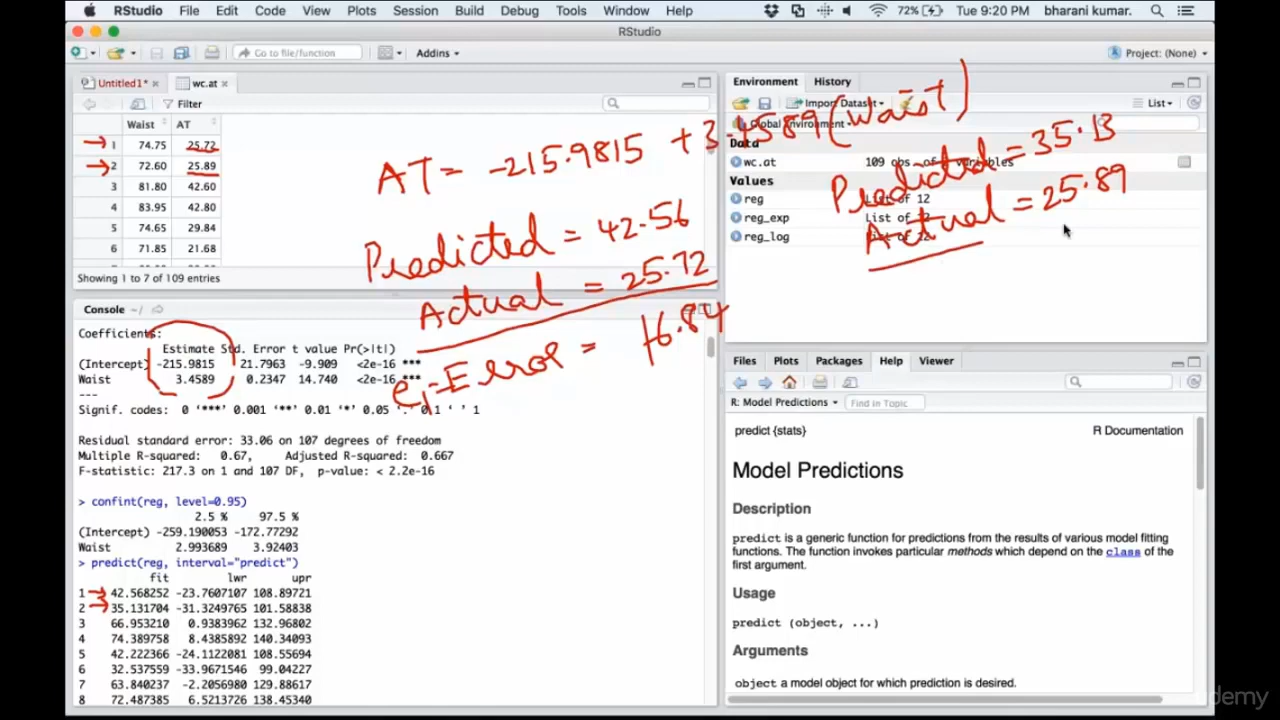 RStudio File Edit Code View Plots Session Build Debug Tools Window Help 72% Tue 9:20 PM bharani kumar.
RStudio
Go to file/function Addins Project: (None)
Untitled1* wc.at
Filter
Waist AT
1 74.75 25.72
2 72.60 25.89
3 81.80 42.60
4 83.95 42.80
5 74.65 29.84
6 71.85 21.68
Showing 1 to 7 of 109 entries
Environment History
Import Dataset List
Global Environment
Data
wc.at 109 obs. of variables
Values
reg List of 12
reg_exp List of 12
reg_log List of 12
AT = -215.9815 + 3.4589 (Waist)
Predicted = 42.56
Actual = 25.72
e1-Error = 16.84
Predicted = 35.13
Actual = 25.89
Console ~/
Coefficients:
Estimate Std. Error t value Pr(>|t|)
(Intercept) -215.9815 21.7963 -9.909 <2e-16 ***
Waist 3.4589 0.2347 14.740 <2e-16 ***
---
Signif. codes: 0 ‘***’ 0.001 ‘**’ 0.01 ‘*’ 0.05 ‘.’ 0.1 ‘ ’ 1
Residual standard error: 33.06 on 107 degrees of freedom
Multiple R-squared: 0.67, Adjusted R-squared: 0.667
F-statistic: 217.3 on 1 and 107 DF, p-value: < 2.2e-16
> confint(reg, level=0.95)
2.5 % 97.5 %
(Intercept) -259.190053 -172.77292
Waist 2.993689 3.92403
> predict(reg, interval="predict")
fit lwr upr
1 42.568252 -23.7607107 108.89721
2 35.131704 -31.3249765 101.58838
3 66.953210 0.9383962 132.96802
4 74.389758 8.4385892 140.34093
5 42.222366 -24.1122081 108.55694
6 32.537559 -33.9671546 99.04227
7 63.840237 -2.2056980 129.88617
8 72.487385 6.5213726 138.45340
Files Plots Packages Help Viewer
R: Model Predictions Find in Topic
predict {stats} R Documentation
Model Predictions
Description
predict is a generic function for predictions from the results of various model fitting
functions. The function invokes particular methods which depend on the class of the
first argument.
Usage
predict (object, ...)
Arguments
object a model object for which prediction is desired.
udemy